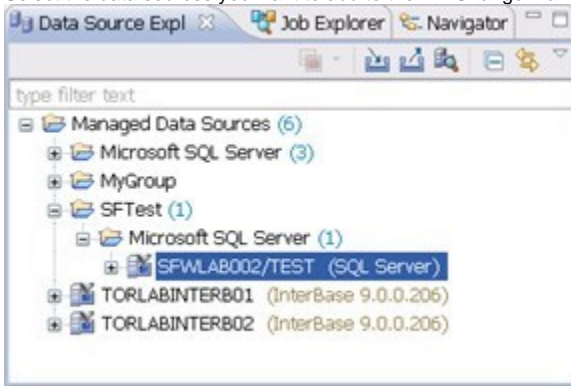 Data Source Expl Job Explorer Navigator
type filter text
Managed Data Sources (6)
Microsoft SQL Server (3)
MyGroup
SFTest (1)
Microsoft SQL Server (1)
SFWLAB002/TEST (SQL Server)
TORLABINTERB01 (InterBase 9.0.0.206)
TORLABINTERB02 (InterBase 9.0.0.206)